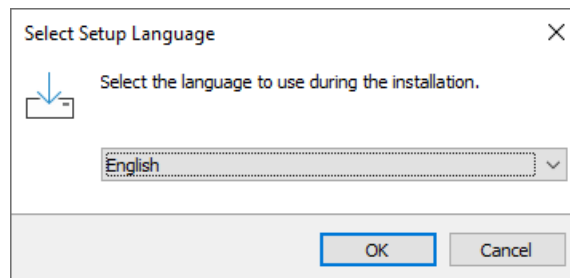 Select Setup Language
Select the language to use during the installation.
English
OK Cancel